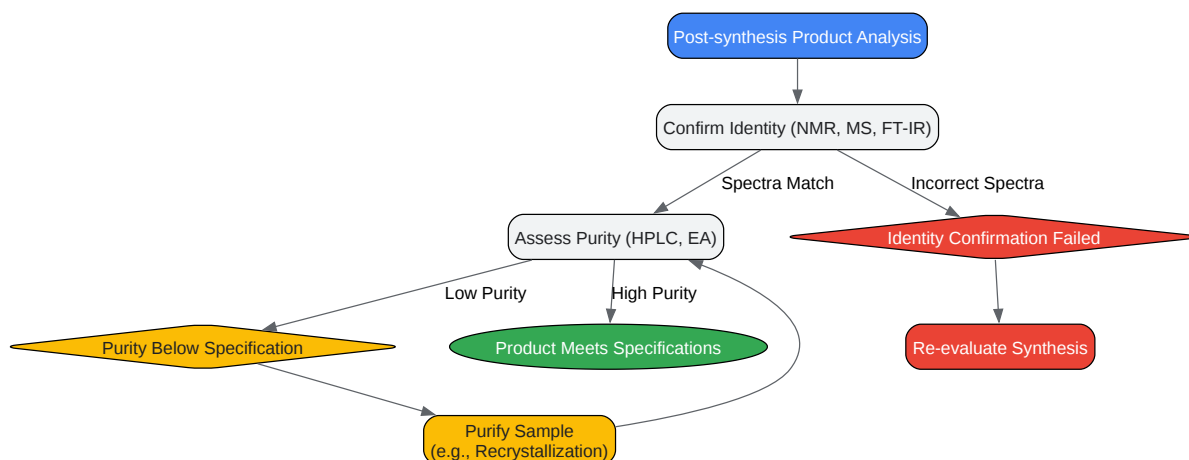 Post-synthesis Product Analysis
Confirm Identity (NMR, MS, FT-IR)
Spectra Match
Incorrect Spectra
Assess Purity (HPLC, EA)
Identity Confirmation Failed
Low Purity
High Purity
Purity Below Specification
Product Meets Specifications
Re-evaluate Synthesis
Purify Sample
(e.g., Recrystallization)